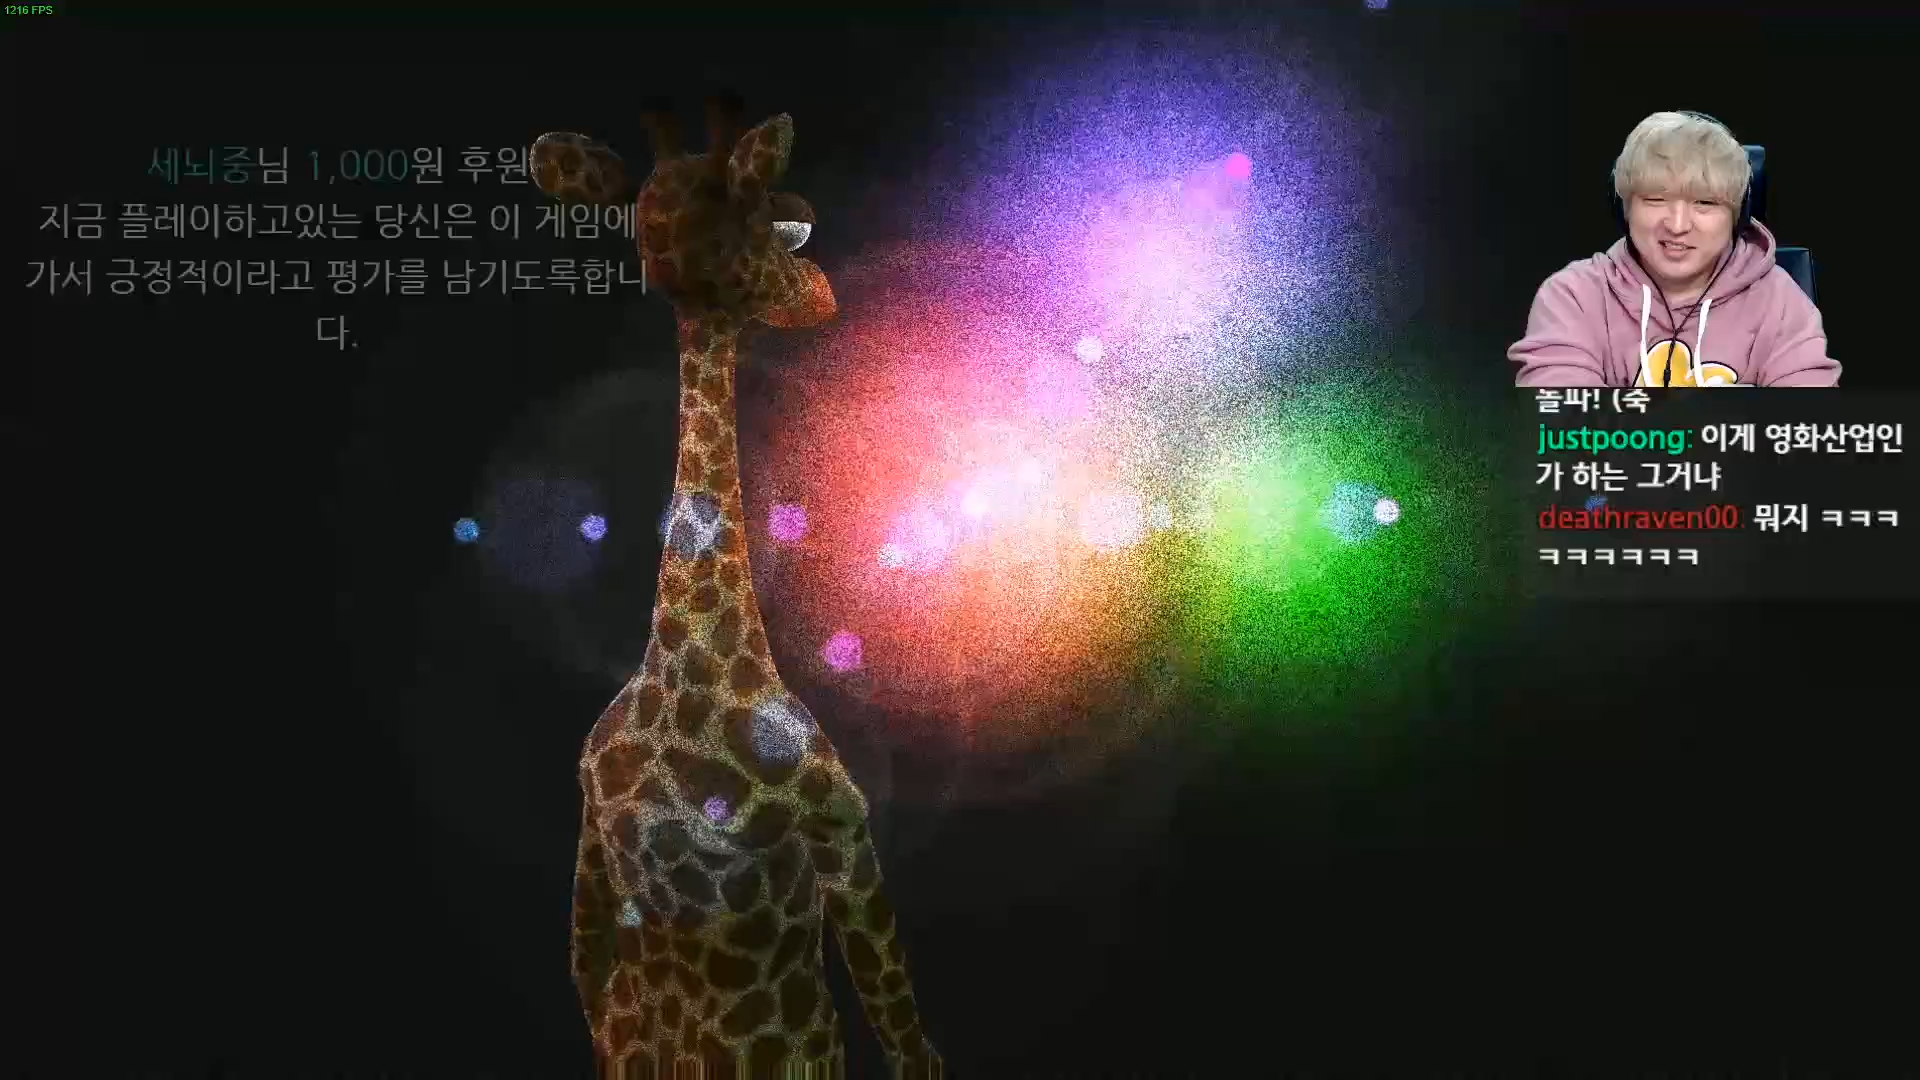 1216 FPS
세뇌중님 1,000원 후원
지금 플레이하고있는 당신은 이 게임에
가서 긍정적이라고 평가를 남기도록합니
다.
돌파! (죽
justpoong: 이게 영화산업인
가 하는 그거냐
deathraven00: 뭐지 ㅋㅋㅋ
ㅋㅋㅋㅋㅋㅋ